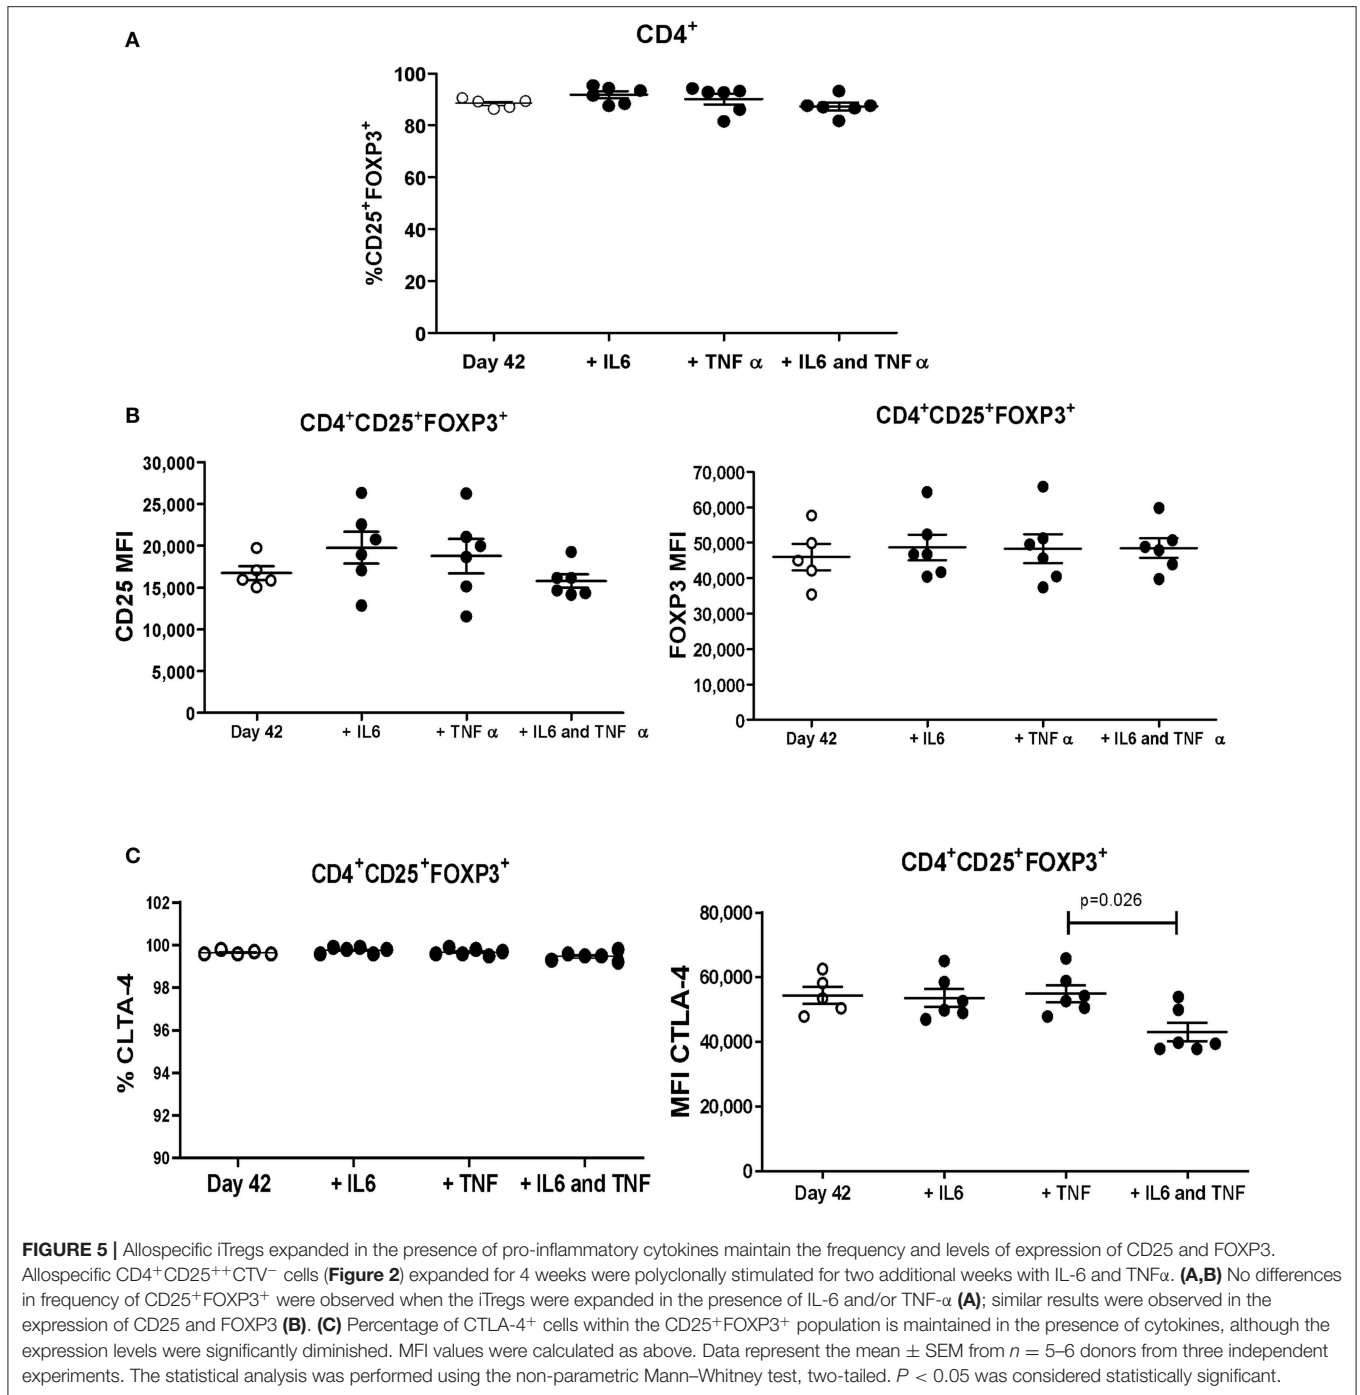 A
CD4+
%CD25+FOXP3+
100
80
60
40
20
0
Day 42
+ IL6
+ TNF α
+ IL6 and TNF α
B
CD4+CD25+FOXP3+
CD25 MFI
30,000
25,000
20,000
15,000
10,000
5,000
0
Day 42
+ IL6
+ TNF α
+ IL6 and TNF α
CD4+CD25+FOXP3+
FOXP3 MFI
70,000
60,000
50,000
40,000
30,000
20,000
10,000
0
Day 42
+ IL6
+ TNF α
+ IL6 and TNF α
C
CD4+CD25+FOXP3+
% CLTA-4
102
100
98
96
94
92
90
Day 42
+ IL6
+ TNF
+ IL6 and TNF
CD4+CD25+FOXP3+
p=0.026
MFI CTLA-4
80,000
60,000
40,000
20,000
0
Day 42
+ IL6
+ TNF
+ IL6 and TNF
FIGURE 5 | Allospecific iTregs expanded in the presence of pro-inflammatory cytokines maintain the frequency and levels of expression of CD25 and FOXP3.
Allospecific CD4+CD25++CTV− cells (Figure 2) expanded for 4 weeks were polyclonally stimulated for two additional weeks with IL-6 and TNFα. (A,B) No differences
in frequency of CD25+FOXP3+ were observed when the iTregs were expanded in the presence of IL-6 and/or TNF-α (A); similar results were observed in the
expression of CD25 and FOXP3 (B). (C) Percentage of CTLA-4+ cells within the CD25+FOXP3+ population is maintained in the presence of cytokines, although the
expression levels were significantly diminished. MFI values were calculated as above. Data represent the mean ± SEM from n = 5–6 donors from three independent
experiments. The statistical analysis was performed using the non-parametric Mann–Whitney test, two-tailed. P < 0.05 was considered statistically significant.